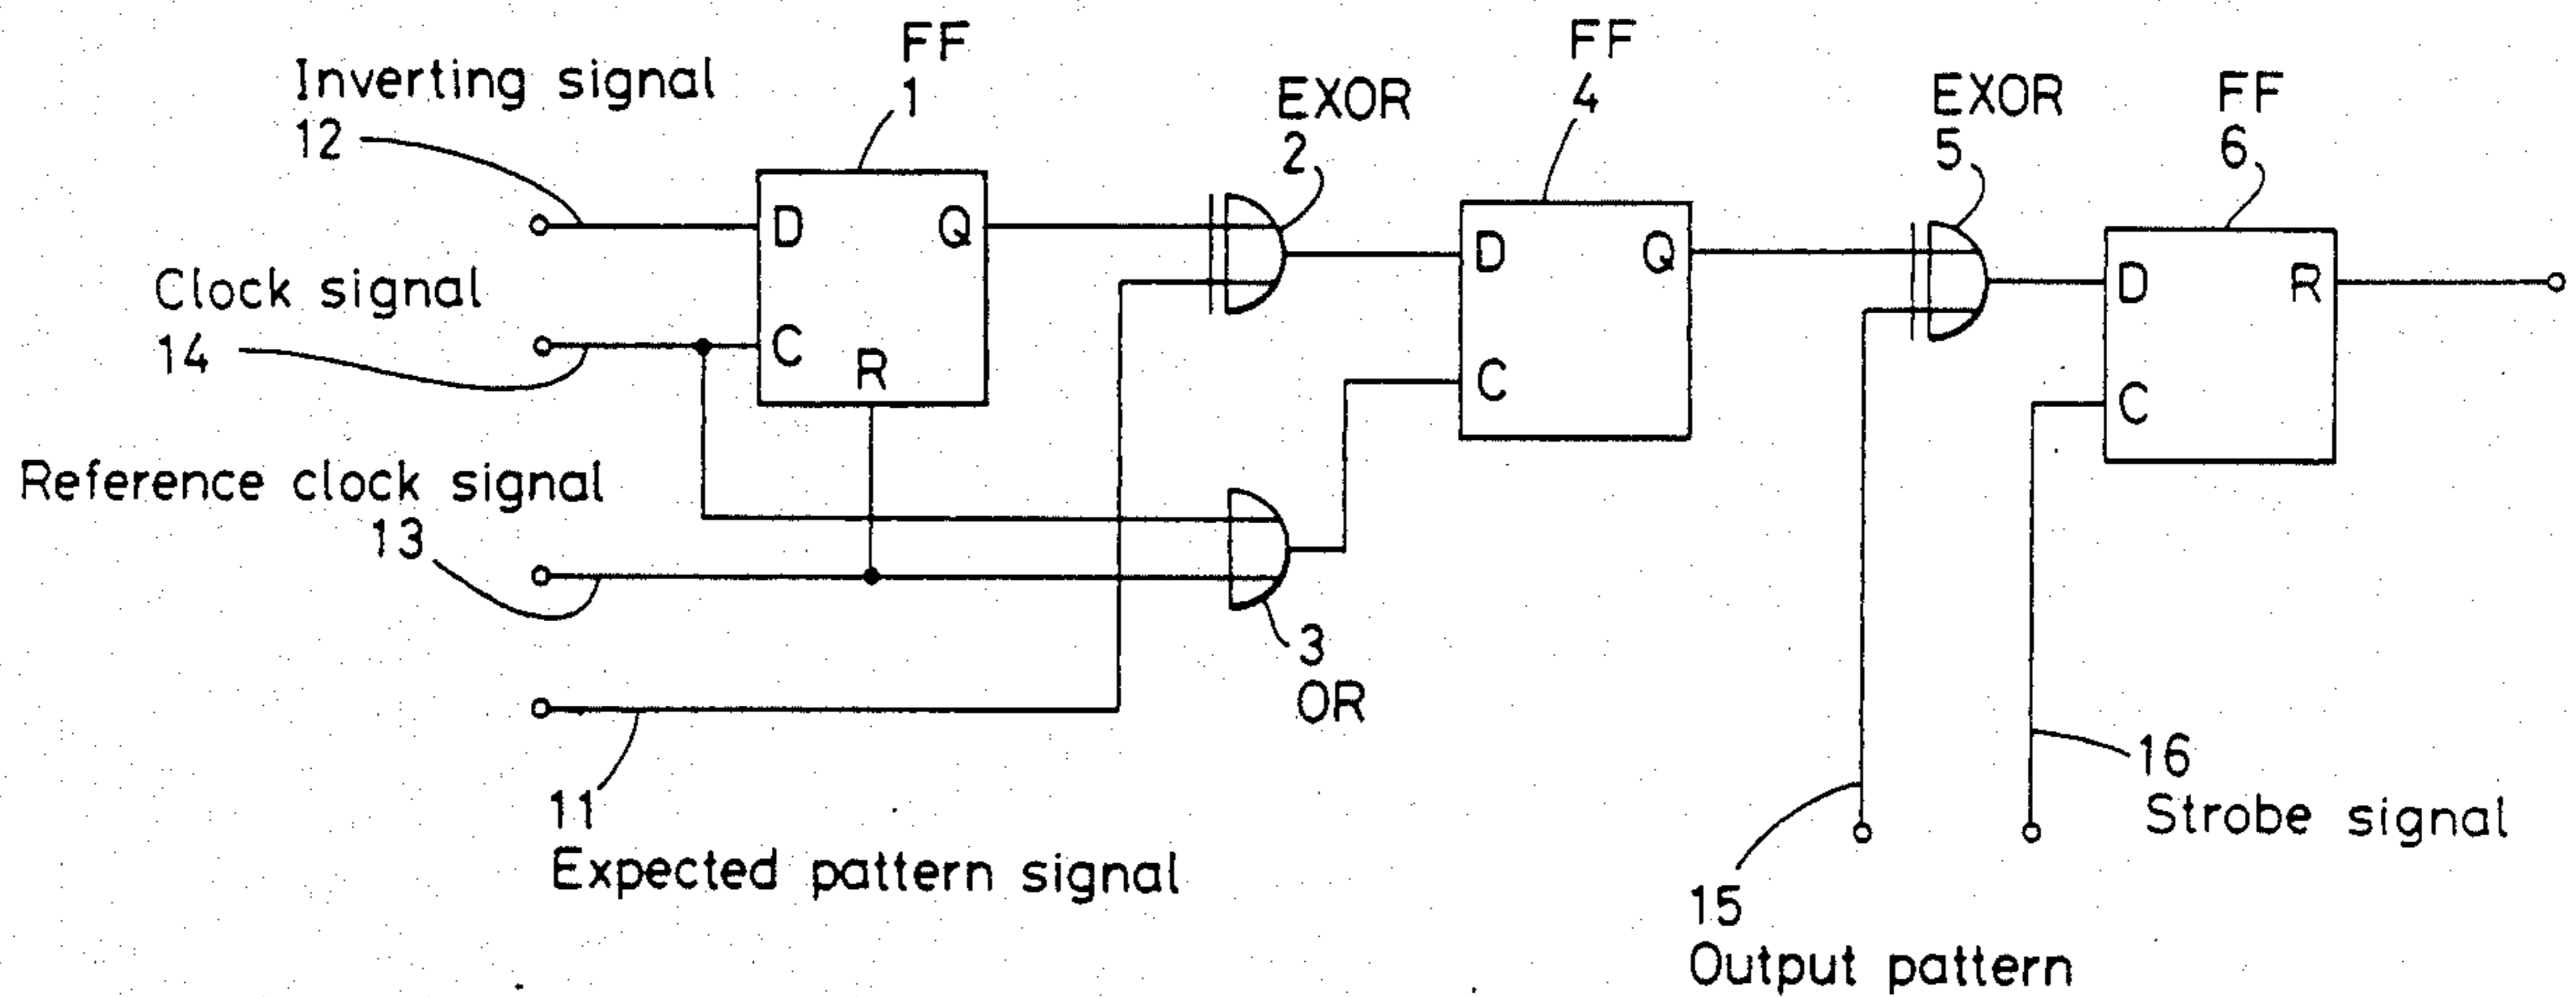 Inverting signal
12
Clock signal
14
Reference clock signal
13
11
Expected pattern signal
FF
1
D
Q
C
R
EXOR
2
3
OR
FF
4
D
Q
C
EXOR
5
FF
6
D
R
C
15
Output pattern
16
Strobe signal